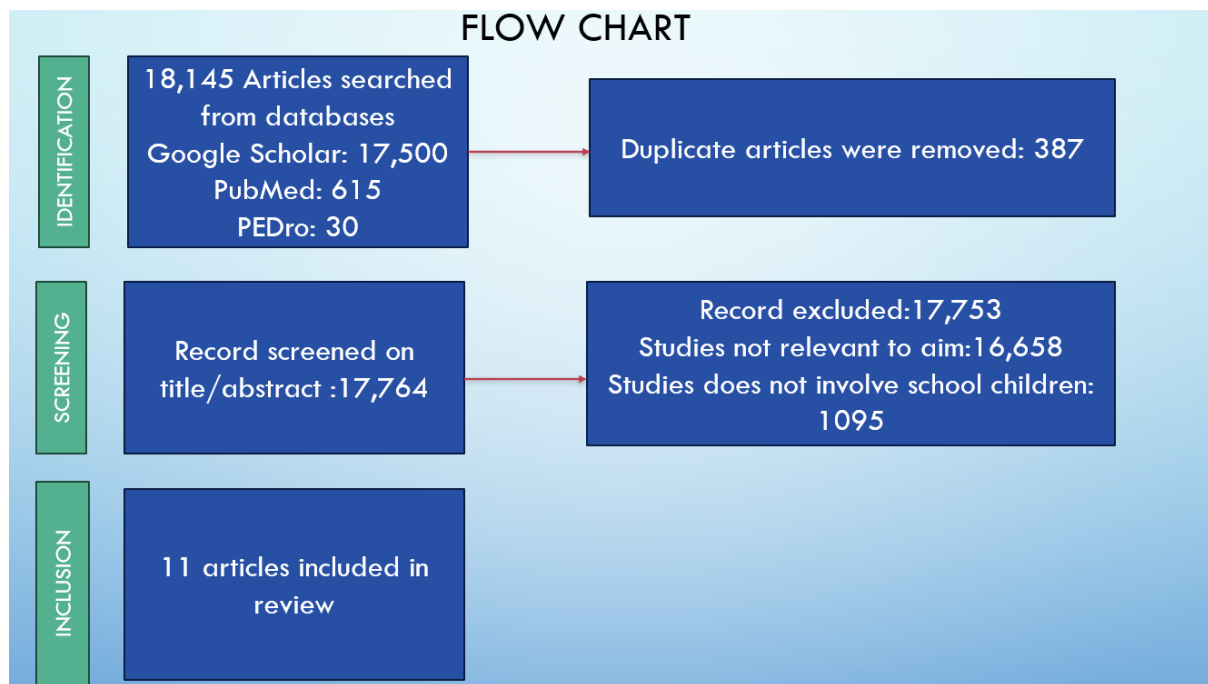 FLOW CHART
IDENTIFICATION
18,145 Articles searched
from databases
Google Scholar: 17,500
PubMed: 615
PEDro: 30
Duplicate articles were removed: 387
SCREENING
Record screened on
title/abstract :17,764
Record excluded:17,753
Studies not relevant to aim:16,658
Studies does not involve school children:
1095
INCLUSION
11 articles included in
review